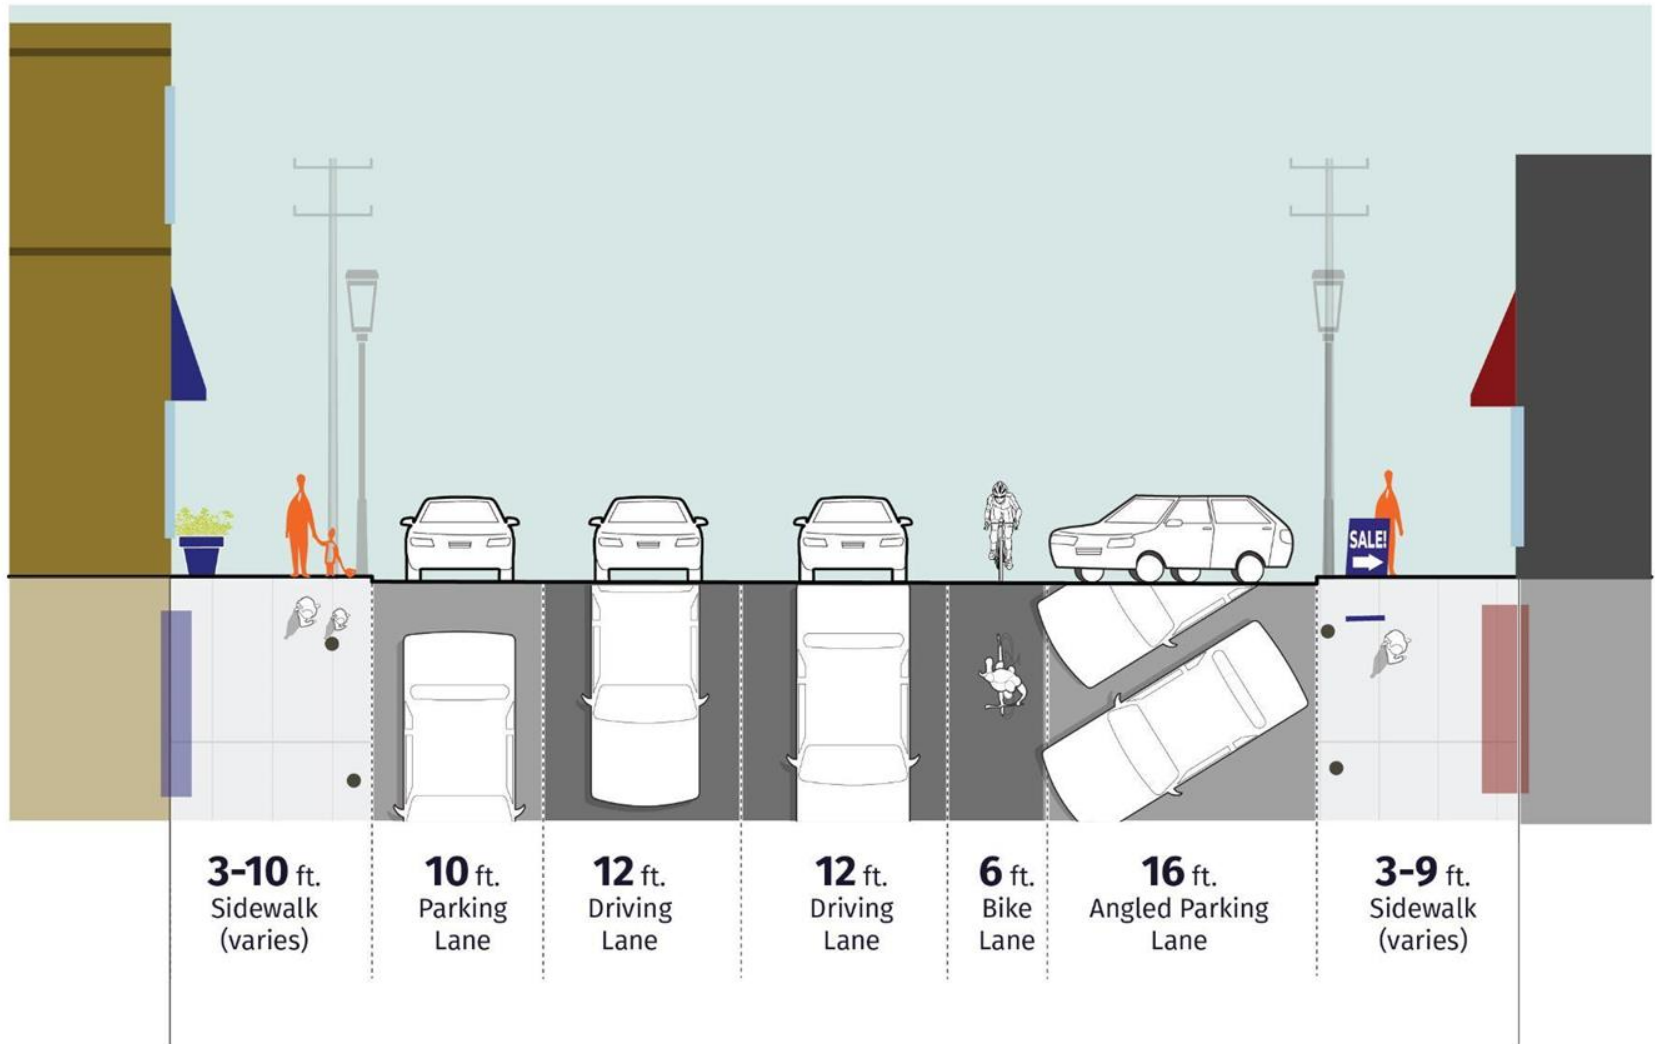 SALE!
3-10 ft.
Sidewalk
(varies)
10 ft.
Parking
Lane
12 ft.
Driving
Lane
12 ft.
Driving
Lane
6 ft.
Bike
Lane
16 ft.
Angled Parking
Lane
3-9 ft.
Sidewalk
(varies)